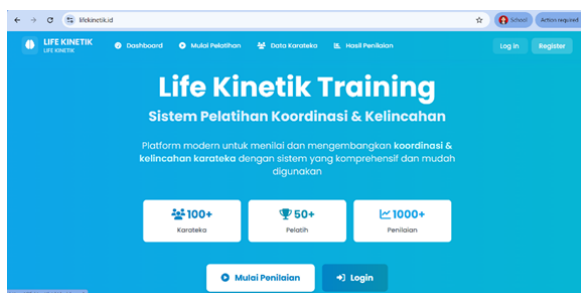 lifekinetik.id
School
Action required
LIFE KINETIK
LIFE KINETIK
Dashboard
Mulai Pelatihan
Data Karateka
Hasil Penilaian
Log in
Register
Life Kinetik Training
Sistem Pelatihan Koordinasi & Kelincahan
Platform modern untuk menilai dan mengembangkan koordinasi &
kelincahan karateka dengan sistem yang komprehensif dan mudah
digunakan
100+
Karateka
50+
Pelatih
1000+
Penilaian
Mulai Penilaian
Login